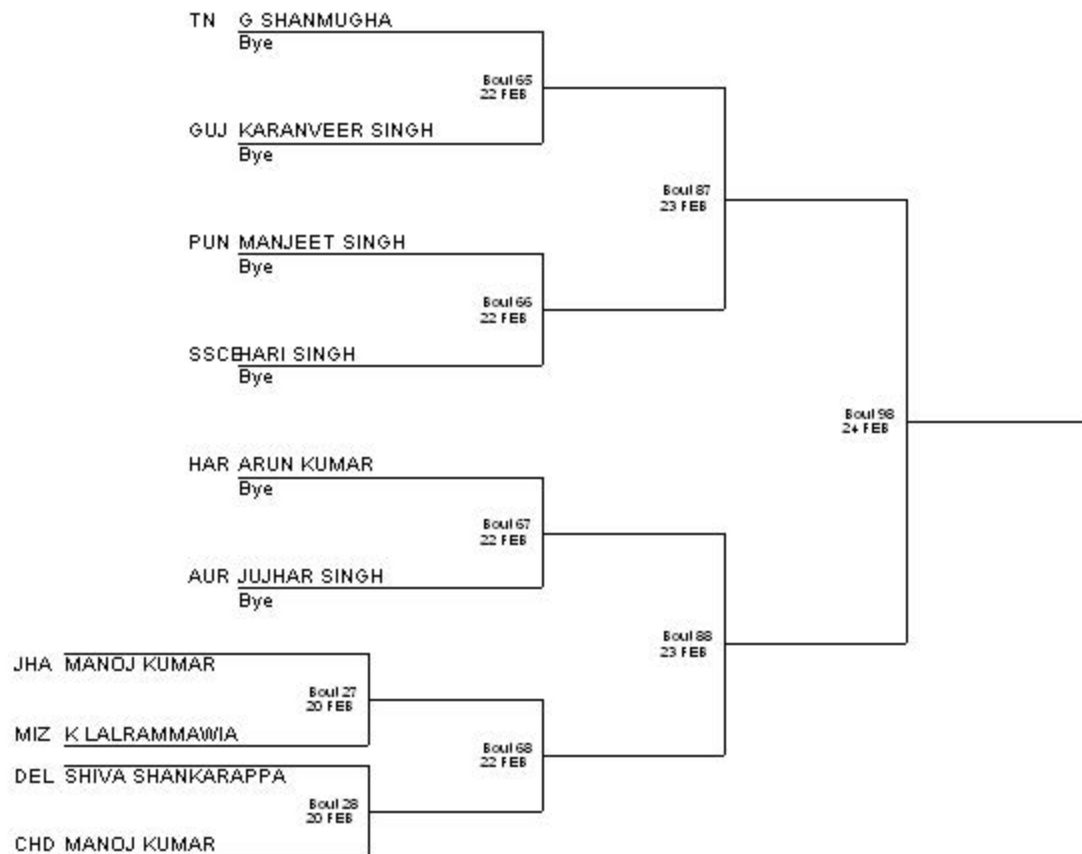 TN G SHANMUGHA
Bye
Bout 65
22 FEB
GUJ KARANVEER SINGH
Bye
Bout 87
23 FEB
PUN MANJEET SINGH
Bye
Bout 66
22 FEB
SSCB HARI SINGH
Bye
Bout 98
24 FEB
HAR ARUN KUMAR
Bye
Bout 67
22 FEB
AUR JUJHAR SINGH
Bye
Bout 88
23 FEB
JHA MANOJ KUMAR
Bout 27
20 FEB
MIZ K LALRAMMAWIA
Bout 68
22 FEB
DEL SHIVA SHANKARAPPA
Bout 28
20 FEB
CHD MANOJ KUMAR